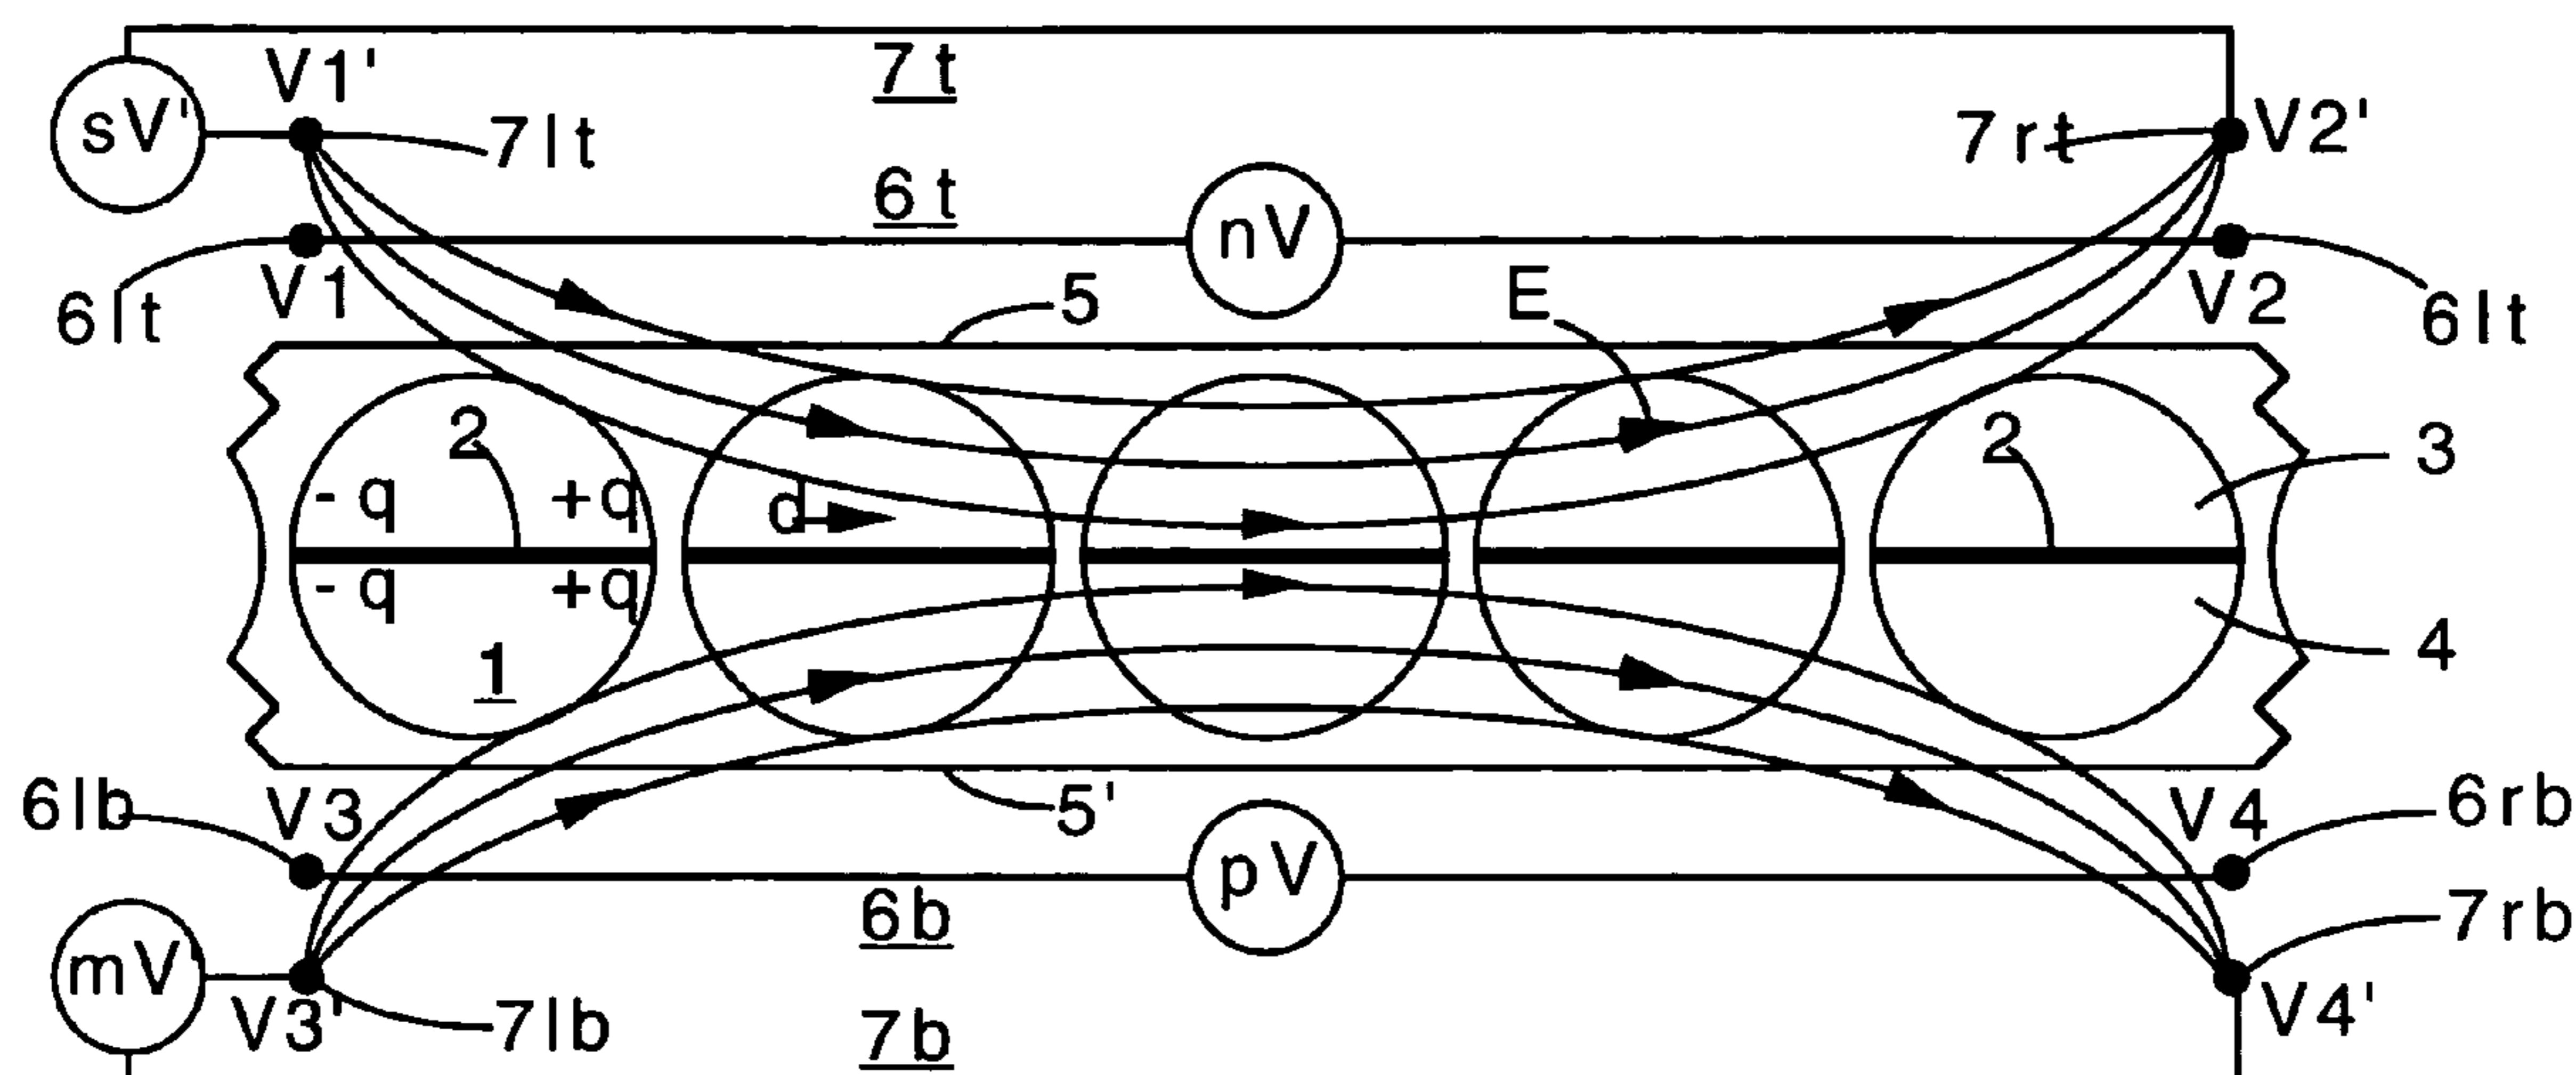 7t
V1'
sV'
7lt
7rt
V2'
6t
nV
V1
5
E
V2
6lt
6lt
2
2
3
-q +q
d
-q +q
1
4
6lb
V3
5'
V4
6rb
pV
6b
7rb
mV'
V3'
7lb
7b
V4'